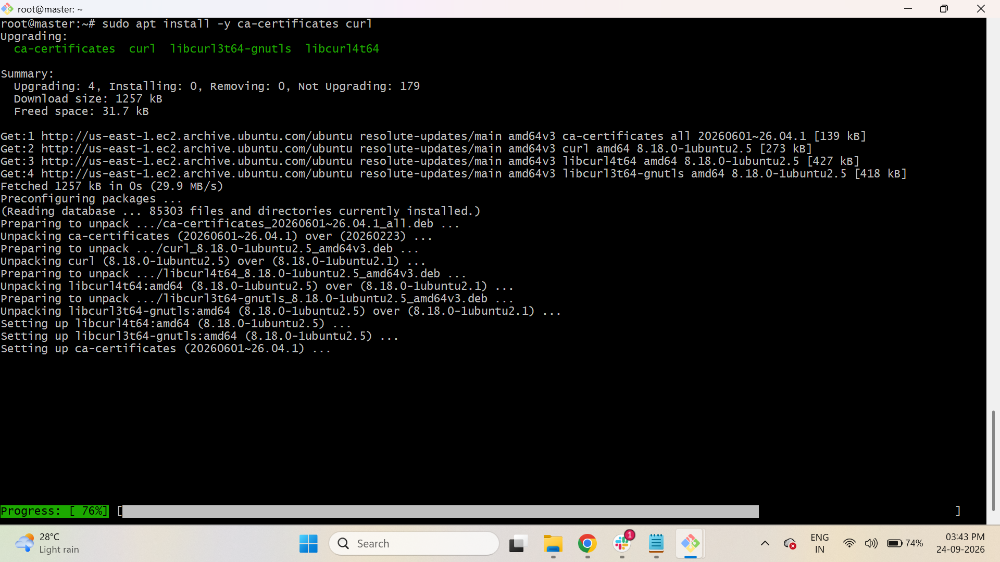 root@master: ~
root@master:~# sudo apt install -y ca-certificates curl
Upgrading:
  ca-certificates  curl  libcurl3t64-gnutls  libcurl4t64

Summary:
  Upgrading: 4, Installing: 0, Removing: 0, Not Upgrading: 179
  Download size: 1257 kB
  Freed space: 31.7 kB

Get:1 http://us-east-1.ec2.archive.ubuntu.com/ubuntu resolute-updates/main amd64v3 ca-certificates all 20260601~26.04.1 [139 kB]
Get:2 http://us-east-1.ec2.archive.ubuntu.com/ubuntu resolute-updates/main amd64v3 curl amd64 8.18.0-1ubuntu2.5 [273 kB]
Get:3 http://us-east-1.ec2.archive.ubuntu.com/ubuntu resolute-updates/main amd64v3 libcurl4t64 amd64 8.18.0-1ubuntu2.5 [427 kB]
Get:4 http://us-east-1.ec2.archive.ubuntu.com/ubuntu resolute-updates/main amd64v3 libcurl3t64-gnutls amd64 8.18.0-1ubuntu2.5 [418 kB]
Fetched 1257 kB in 0s (29.9 MB/s)
Preconfiguring packages ...
(Reading database ... 85303 files and directories currently installed.)
Preparing to unpack .../ca-certificates_20260601~26.04.1_all.deb ...
Unpacking ca-certificates (20260601~26.04.1) over (20260223) ...
Preparing to unpack .../curl_8.18.0-1ubuntu2.5_amd64v3.deb ...
Unpacking curl (8.18.0-1ubuntu2.5) over (8.18.0-1ubuntu2.1) ...
Preparing to unpack .../libcurl4t64_8.18.0-1ubuntu2.5_amd64v3.deb ...
Unpacking libcurl4t64:amd64 (8.18.0-1ubuntu2.5) over (8.18.0-1ubuntu2.1) ...
Preparing to unpack .../libcurl3t64-gnutls_8.18.0-1ubuntu2.5_amd64v3.deb ...
Unpacking libcurl3t64-gnutls:amd64 (8.18.0-1ubuntu2.5) over (8.18.0-1ubuntu2.1) ...
Setting up libcurl4t64:amd64 (8.18.0-1ubuntu2.5) ...
Setting up libcurl3t64-gnutls:amd64 (8.18.0-1ubuntu2.5) ...
Setting up ca-certificates (20260601~26.04.1) ...
Progress: [ 76%] [ ]
28°C
Light rain
Search
1
ENG
IN
74%
03:43 PM
24-09-2026